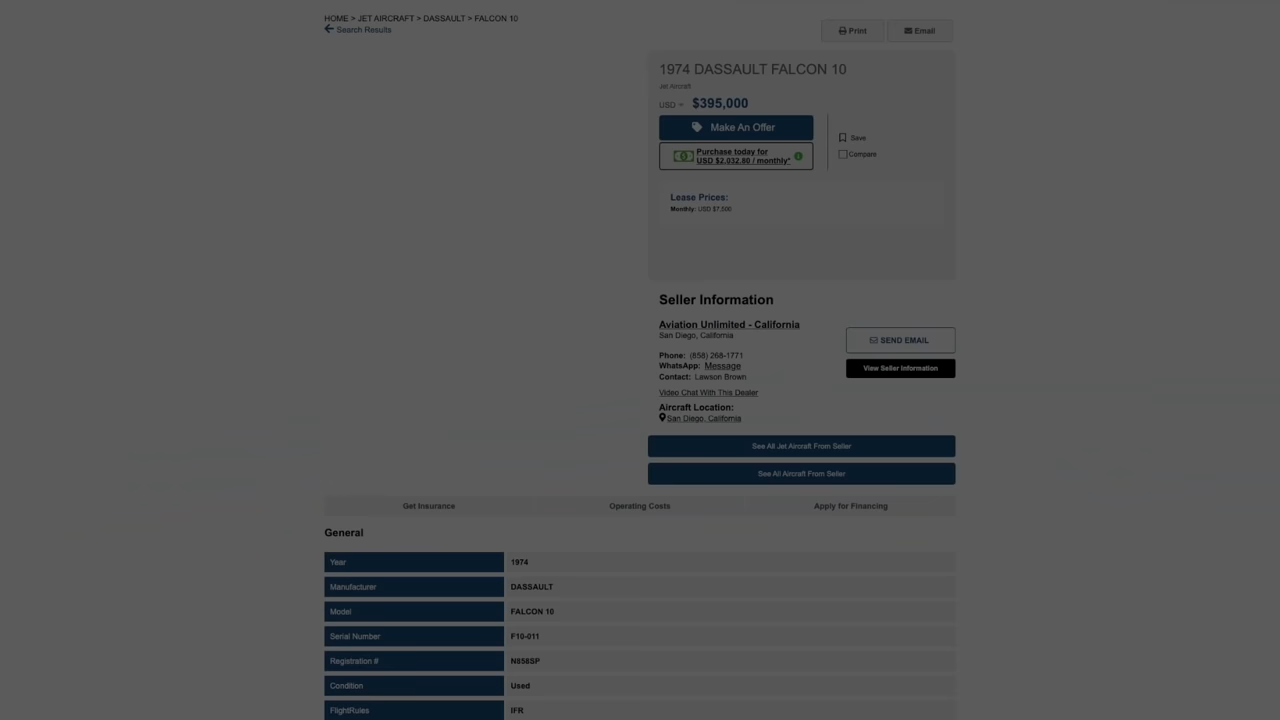 HOME > JET AIRCRAFT > DASSAULT > FALCON 10
Search Results
Print
Email
1974 DASSAULT FALCON 10
Jet Aircraft
USD
$395,000
Make An Offer
Save
Purchase today for
USD $2,032.80 / monthly*
Compare
Lease Prices:
Monthly: USD $7,500
Seller Information
Aviation Unlimited - California
San Diego, California
SEND EMAIL
Phone: (858) 268-1771
WhatsApp: Message
Contact: Lawson Brown
View Seller Information
Video Chat With This Dealer
Aircraft Location:
San Diego, California
See All Jet Aircraft From Seller
See All Aircraft From Seller
Get Insurance
Operating Costs
Apply for Financing
General
Year 1974
Manufacturer DASSAULT
Model FALCON 10
Serial Number F10-011
Registration # N858SP
Condition Used
FlightRules IFR